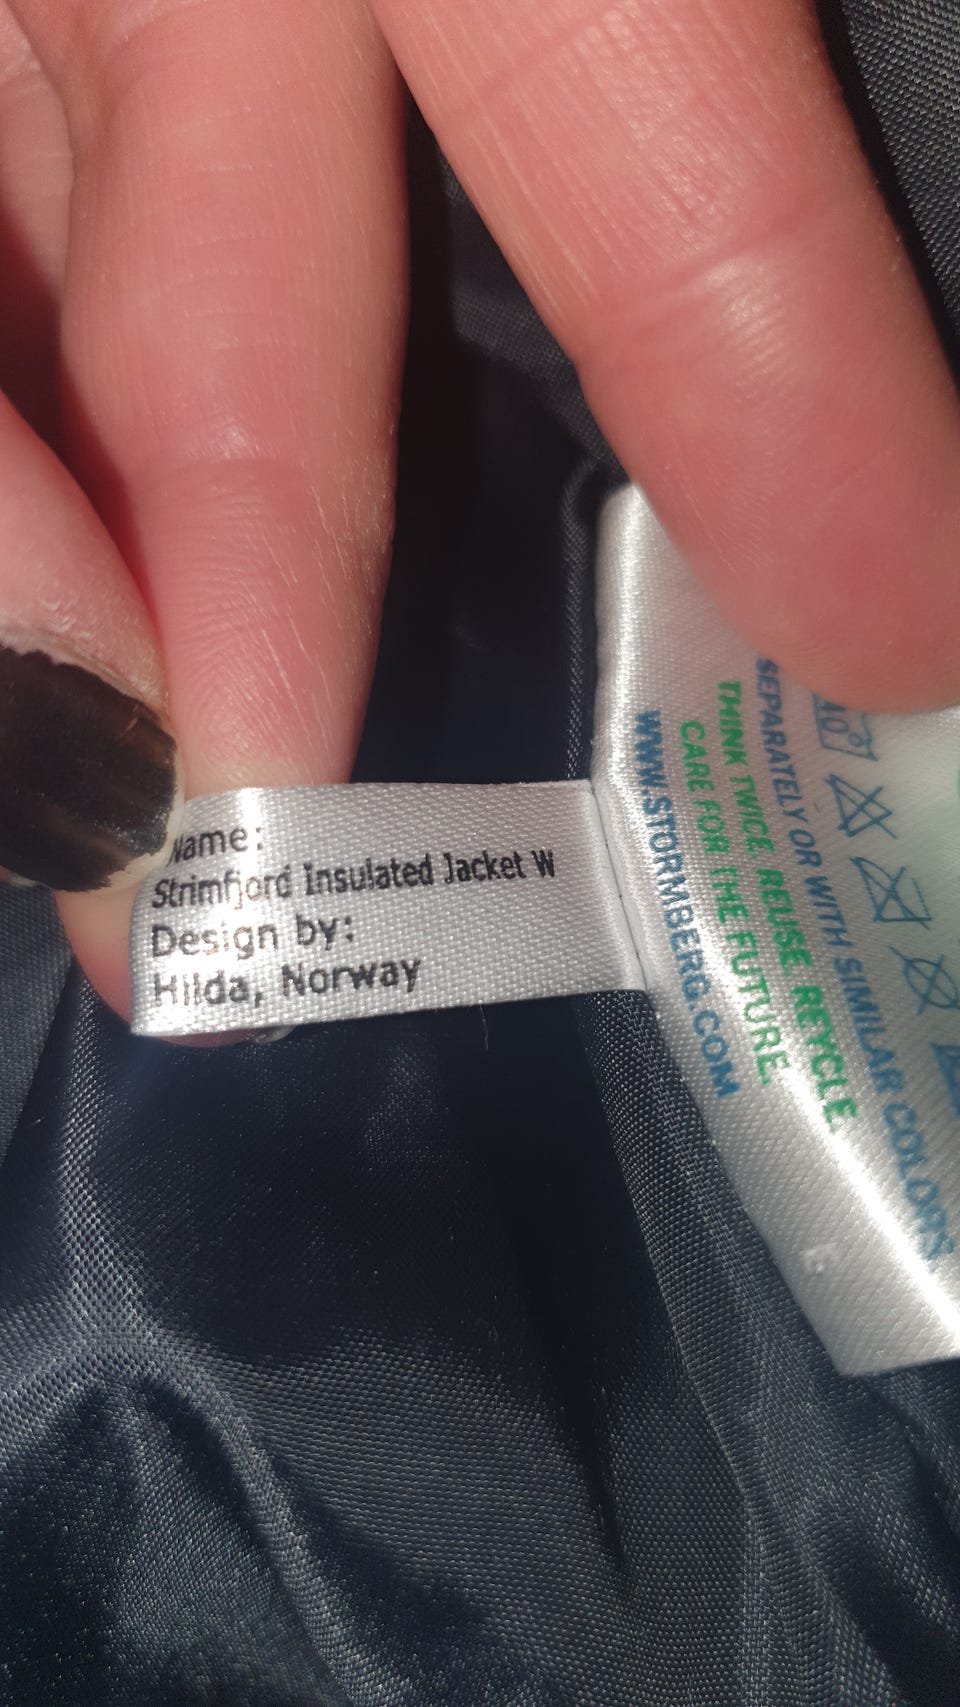 Name:
Strimfjord Insulated Jacket W
Design by:
Hilda, Norway
40
SEPARATELY OR WITH SIMILAR COLORS
THINK TWICE. REUSE. REYCLE.
CARE FOR THE FUTURE.
WWW.STORMBERG.COM